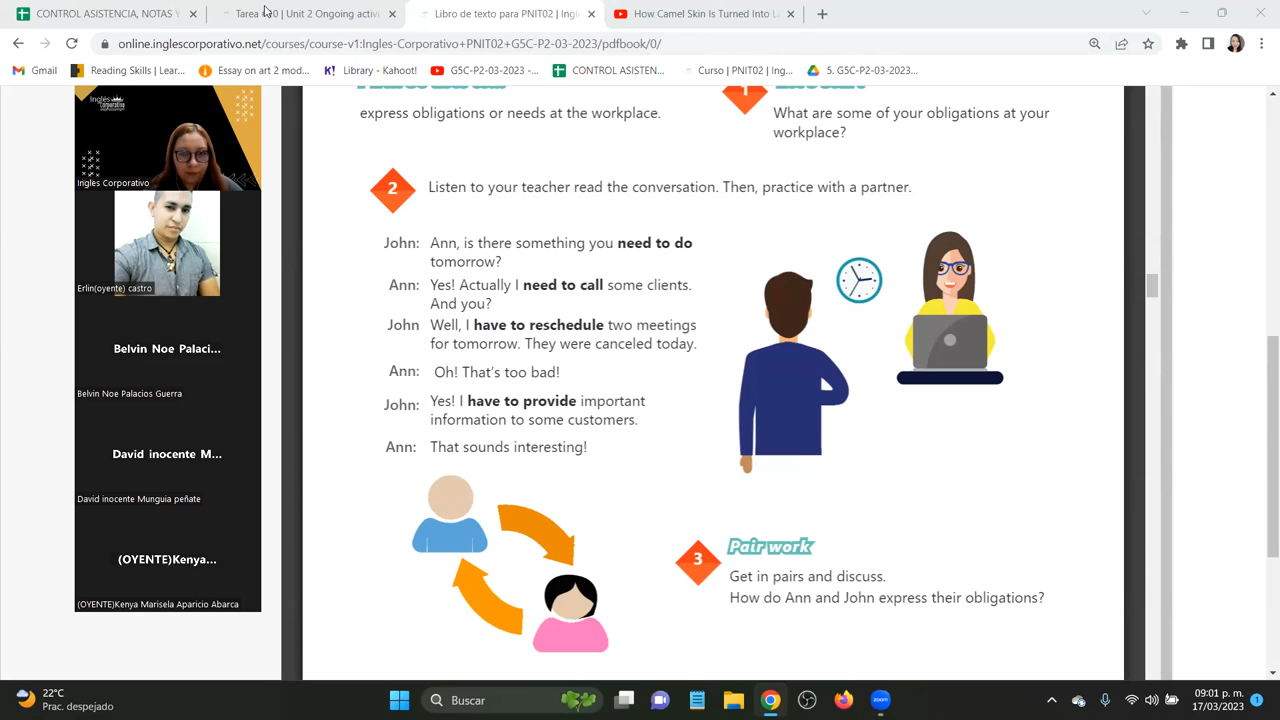 CONTROL ASISTENCIA, NOTAS Y
Unit 2 Ongoing active
Libro de texto para PNIT02 | Ingl
How Camel Skin Is Turned Into L
online.inglescorporativo.net/courses/course-v1:Ingles-Corporativo+PNIT02+G5C-P2-03-2023/pdfbook/0/
Gmail
Reading Skills | Lear...
Essay on art 2 mod...
Library - Kahoot!
G5C-P2-03-2023 -...
CONTROL ASISTEN...
Curso | PNIT02 | Ing...
5. G5C-P2-03-2023...
express obligations or needs at the workplace.
1
What are some of your obligations at your
workplace?
Inglés
Corporativo
Ingles Corporativo
2
Listen to your teacher read the conversation. Then, practice with a partner.
John: Ann, is there something you need to do
tomorrow?
Ann: Yes! Actually I need to call some clients.
And you?
John Well, I have to reschedule two meetings
for tomorrow. They were canceled today.
Ann: Oh! That's too bad!
John: Yes! I have to provide important
information to some customers.
Ann: That sounds interesting!
Erlin(oyente) castro
Belvin Noe Palaci...
Belvin Noe Palacios Guerra
David inocente M...
David inocente Munguia peñate
(OYENTE)Kenya...
(OYENTE)Kenya Marisela Aparicio Abarca
3
Pair work
Get in pairs and discuss.
How do Ann and John express their obligations?
22°C
Prac. despejado
Buscar
zoom
09:01 p. m.
17/03/2023
1